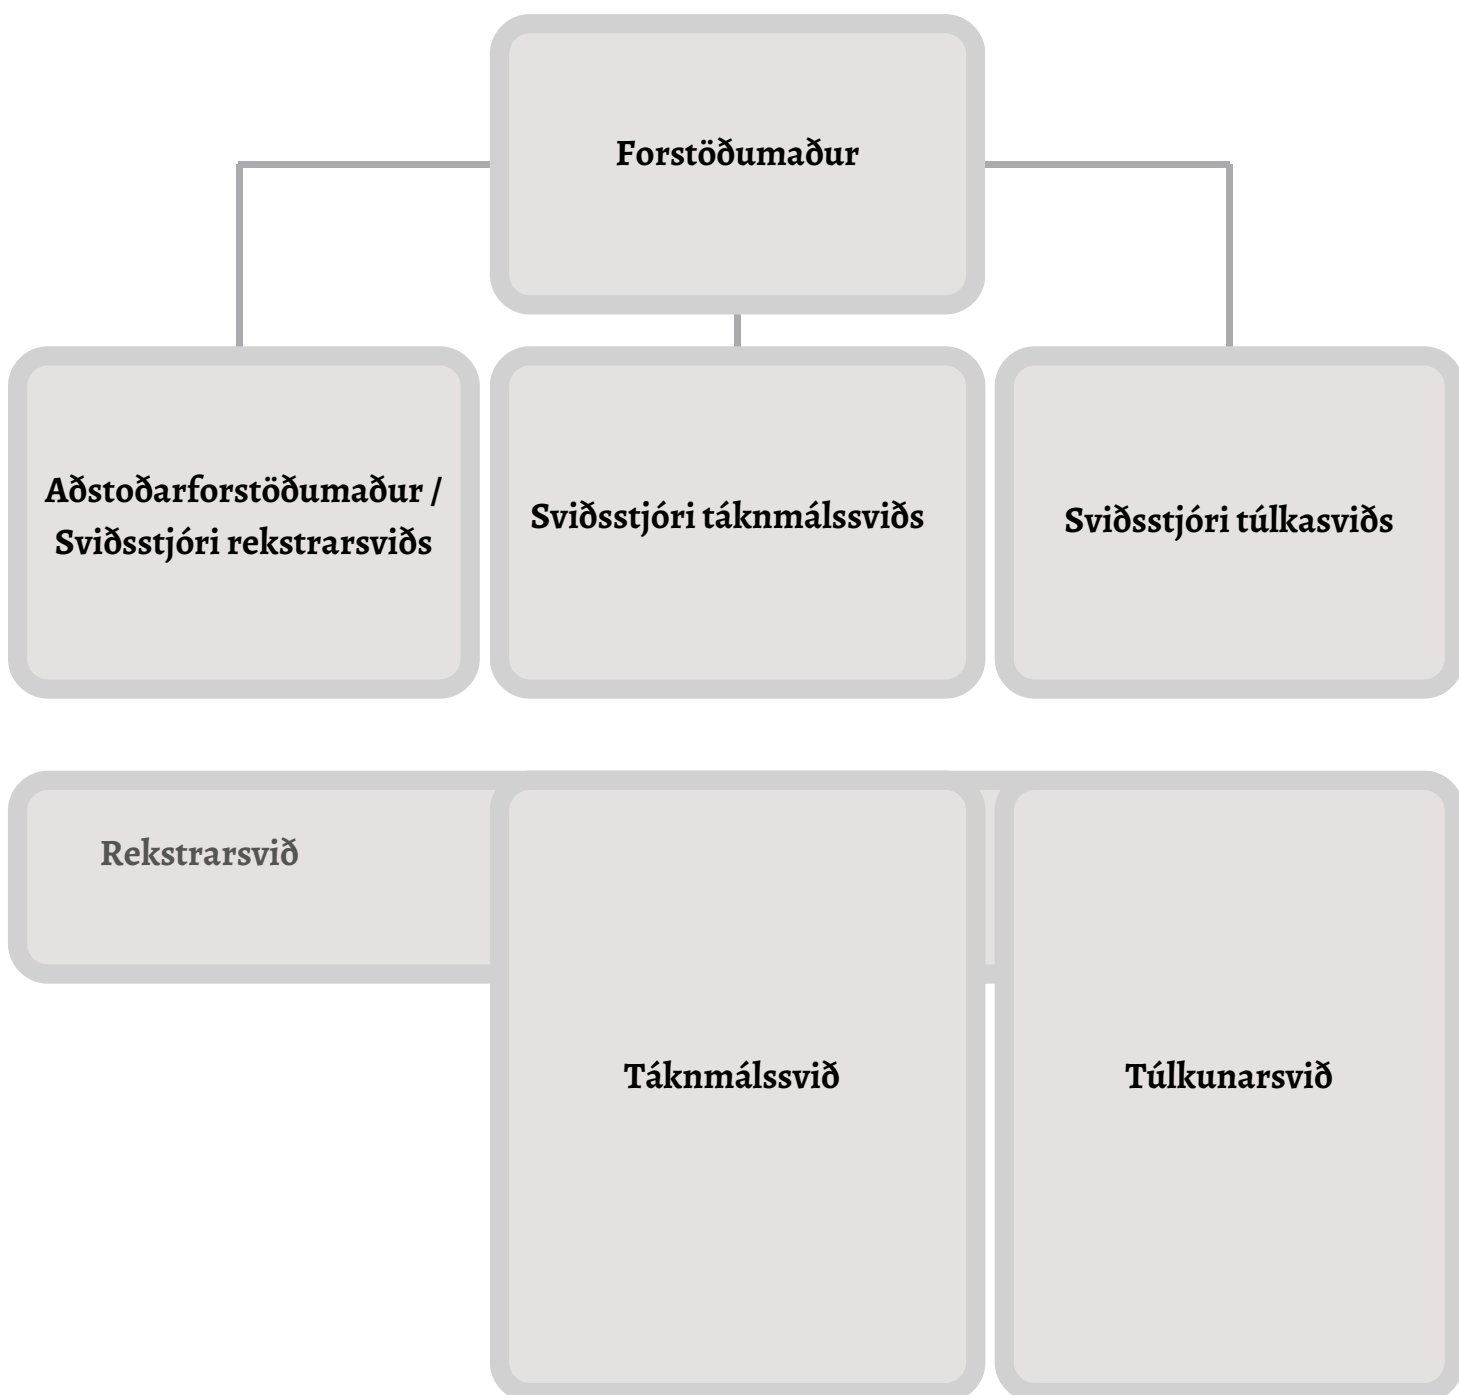 Forstöðumaður
Aðstoðarforstöðumaður /
Sviðsstjóri rekstrarsviðs
Sviðsstjóri táknmálssviðs
Sviðsstjóri túlkasviðs
Rekstrarsvið
Táknmálssvið
Túlkunarsvið